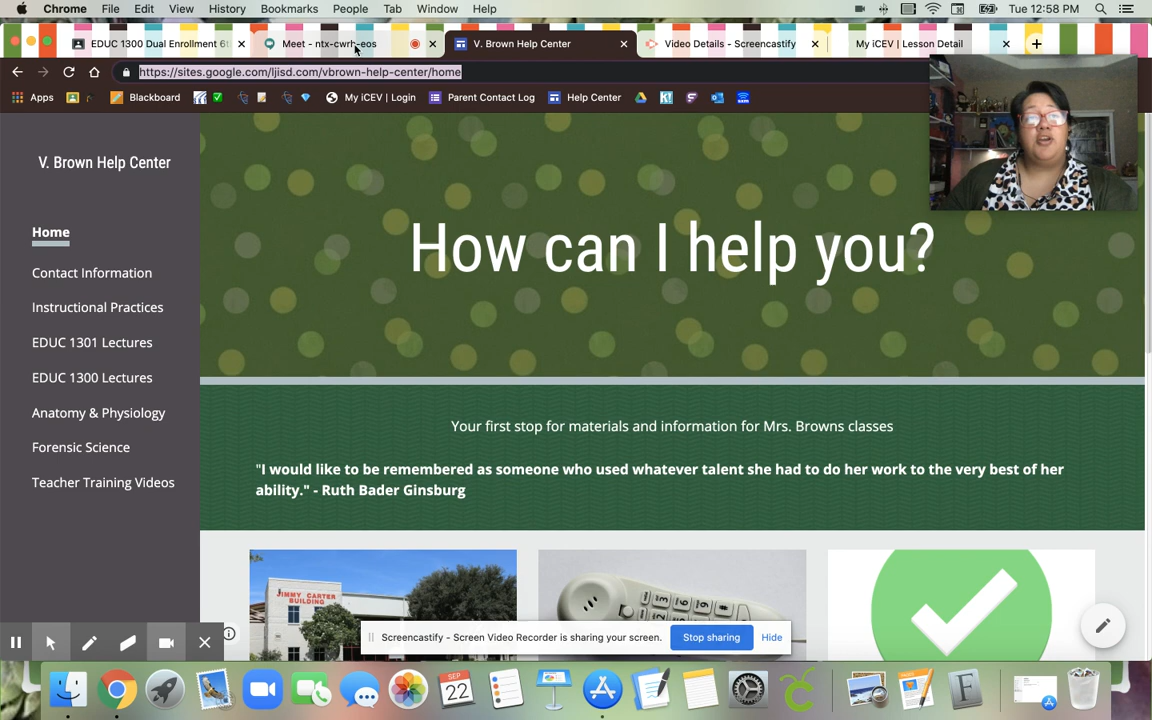 Chrome File Edit View History Bookmarks People Tab Window Help Tue 12:58 PM
EDUC 1300 Dual Enrollment 6t Meet - ntx-cwrh-eos V. Brown Help Center Video Details - Screencastify My iCEV | Lesson Detail
https://sites.google.com/ljisd.com/vbrown-help-center/home
Apps Blackboard My iCEV | Login Parent Contact Log Help Center
V. Brown Help Center
Home
Contact Information
Instructional Practices
EDUC 1301 Lectures
EDUC 1300 Lectures
Anatomy & Physiology
Forensic Science
Teacher Training Videos
How can I help you?
Your first stop for materials and information for Mrs. Browns classes
"I would like to be remembered as someone who used whatever talent she had to do her work to the very best of her
ability." - Ruth Bader Ginsburg
JIMMY CARTER
BUILDING
Screencastify - Screen Video Recorder is sharing your screen. Stop sharing Hide
SEP
22